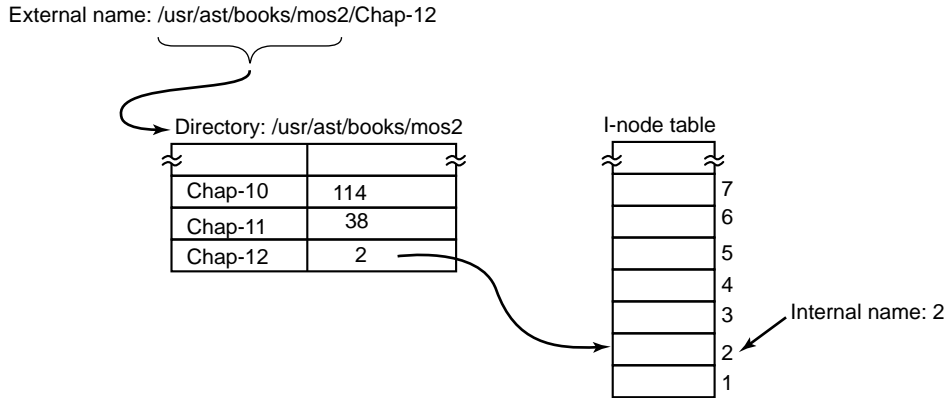 External name: /usr/ast/books/mos2/Chap-12
Directory: /usr/ast/books/mos2
Chap-10 114
Chap-11 38
Chap-12 2
I-node table
7
6
5
4
3
2
1
Internal name: 2